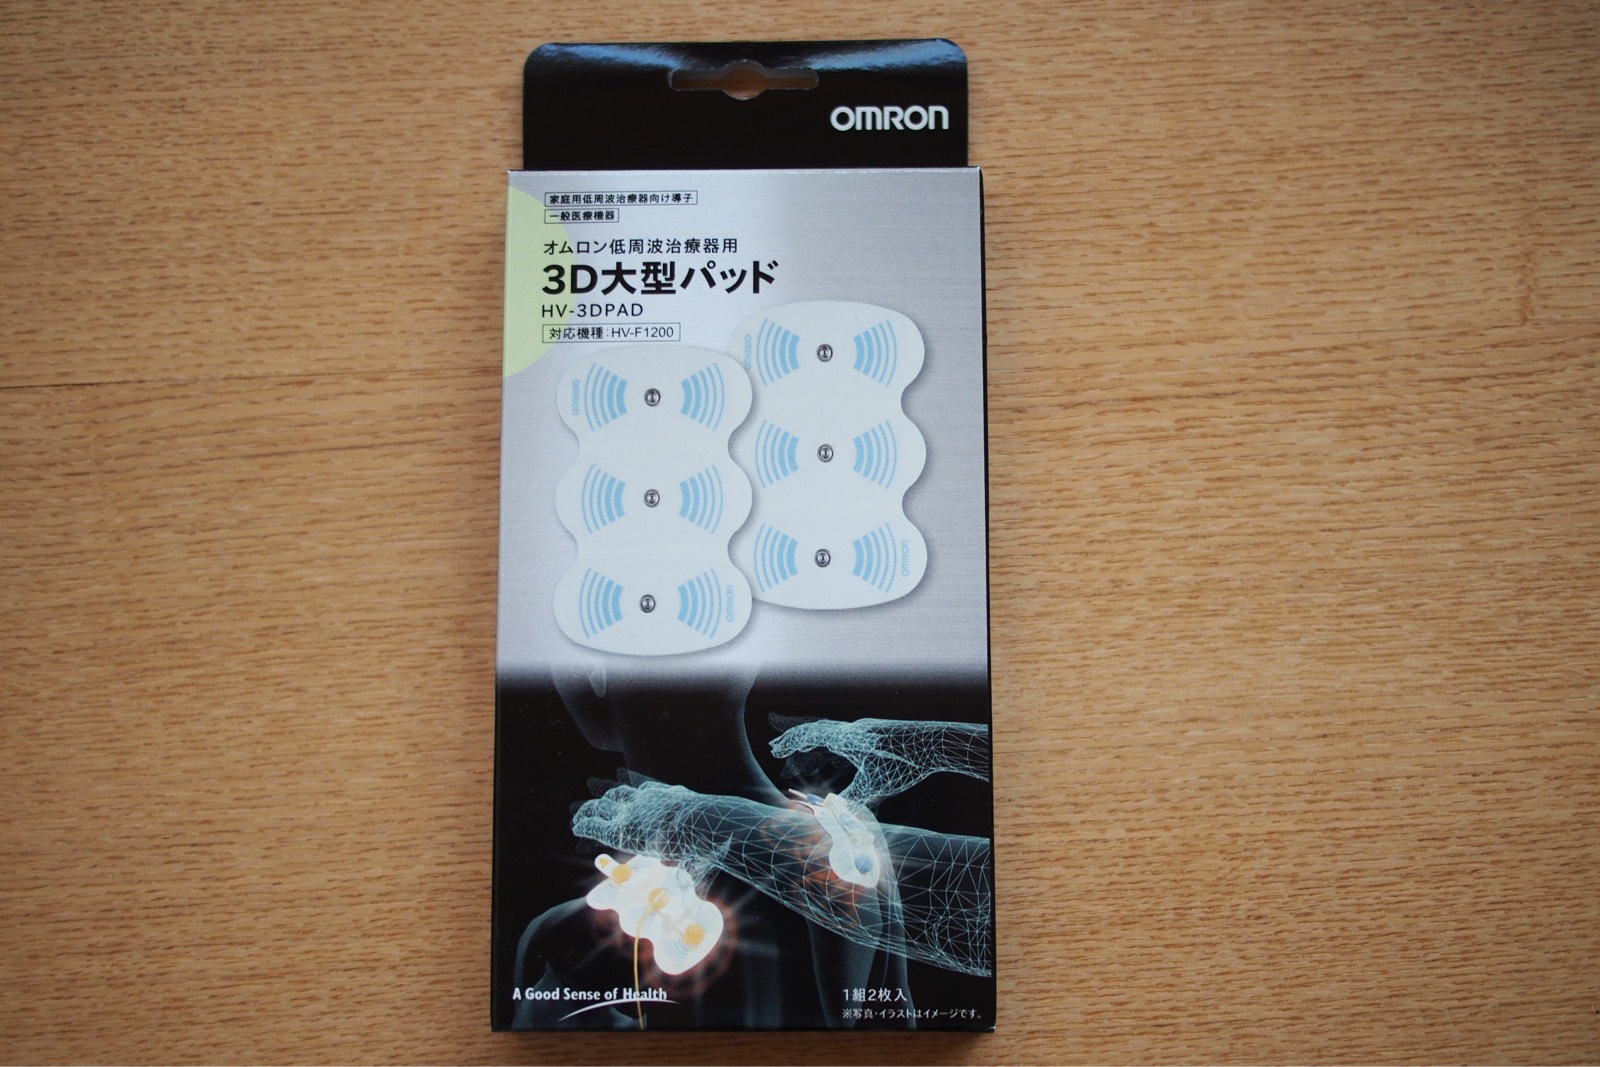 OMRON
家庭用低周波治療器向け導子
一般医療機器
オムロン低周波治療器用
3D大型パッド
HV-3DPAD
対応機種:HV-F1200
OMRON
OMRON
OMRON
OMRON
A Good Sense of Health
1組2枚入
※写真・イラストはイメージです。